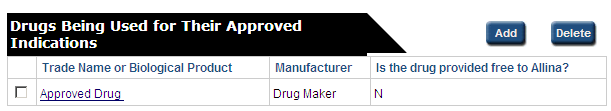 Drugs Being Used for Their Approved
Indications
Add Delete
Trade Name or Biological Product Manufacturer Is the drug provided free to Allina?
Approved Drug Drug Maker N